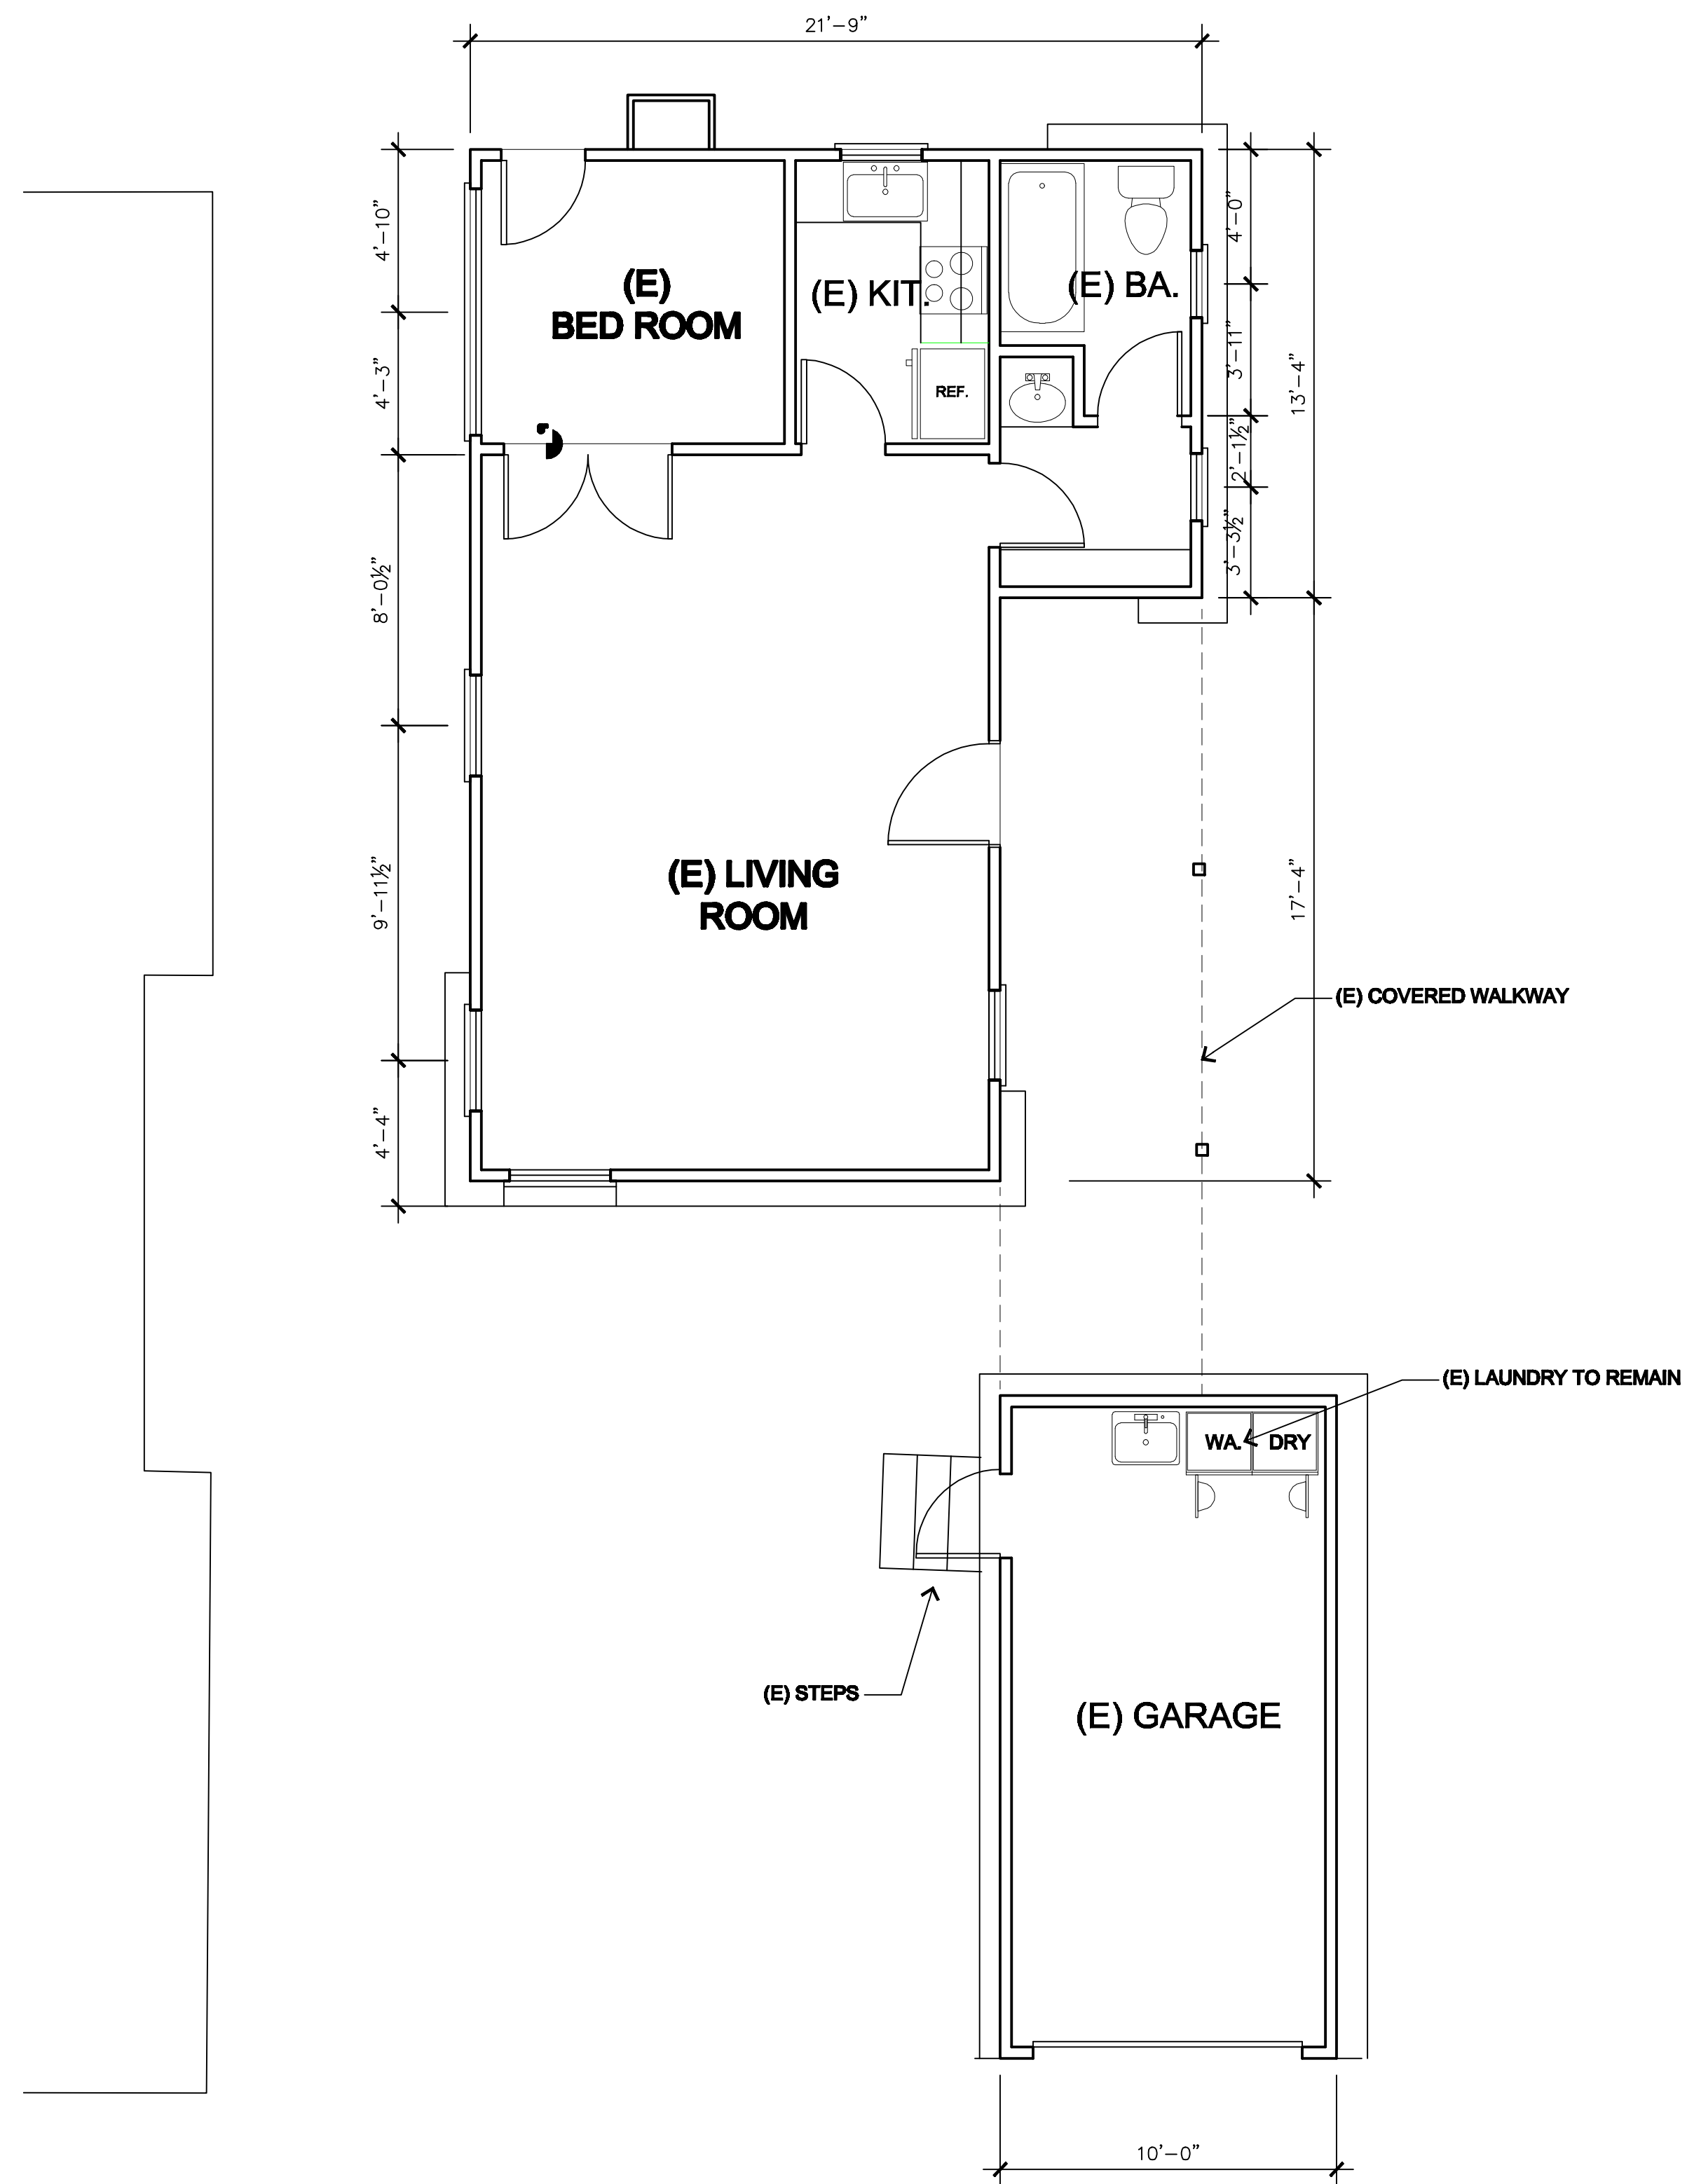 21'-9"
4'-10"
4'-0"
(E)
BED ROOM
(E) KIT.
(E) BA.
3'-11"
4'-3"
13'-4"
REF.
2'-1½"
3'-3½"
8'-0½"
(E) LIVING
ROOM
9'-11½"
17'-4"
(E) COVERED WALKWAY
4'-4"
(E) LAUNDRY TO REMAIN
WA.
DRY
(E) STEPS
(E) GARAGE
10'-0"